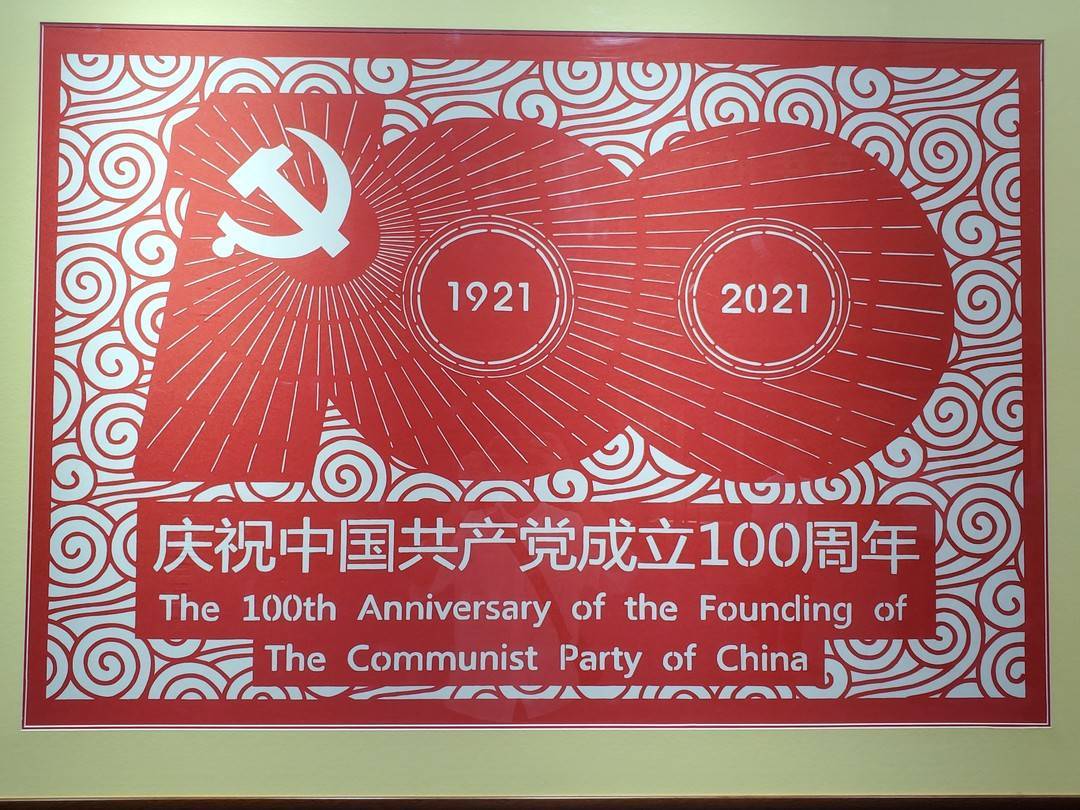 1921
2021
庆祝中国共产党成立100周年
The 100th Anniversary of the Founding of
The Communist Party of China